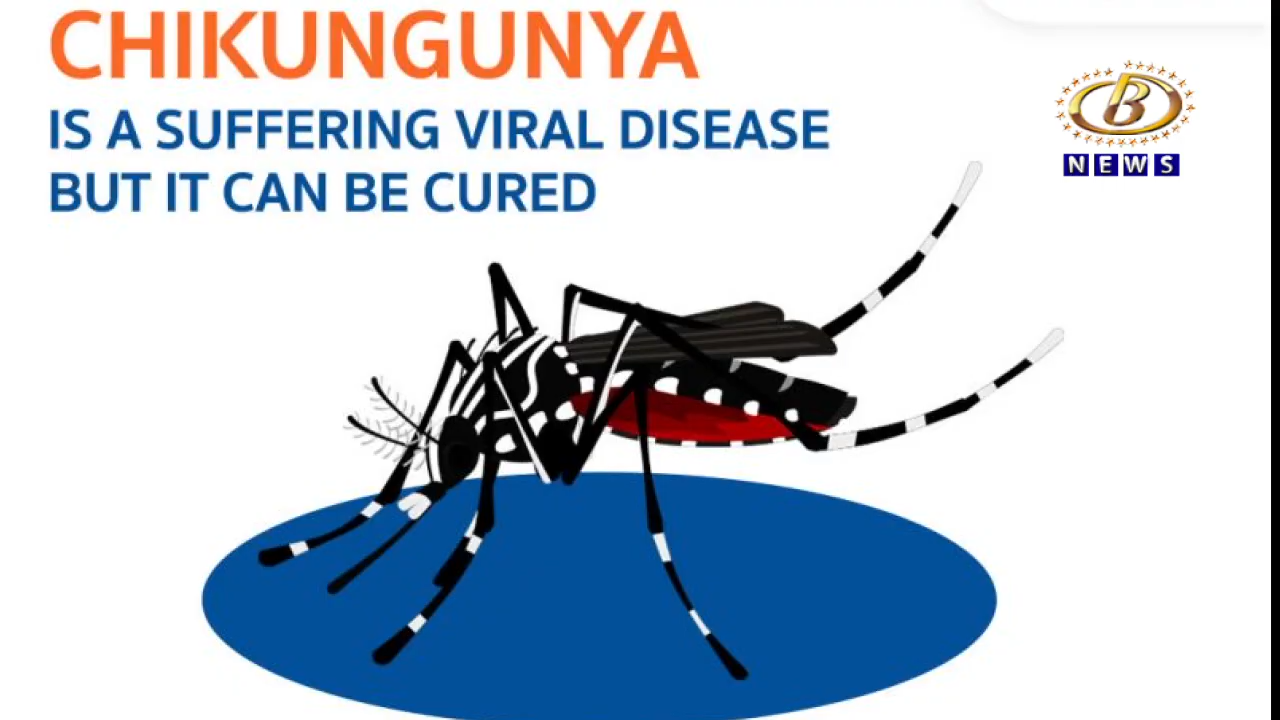 CHIKUNGUNYA
IS A SUFFERING VIRAL DISEASE
BUT IT CAN BE CURED
B
NEWS